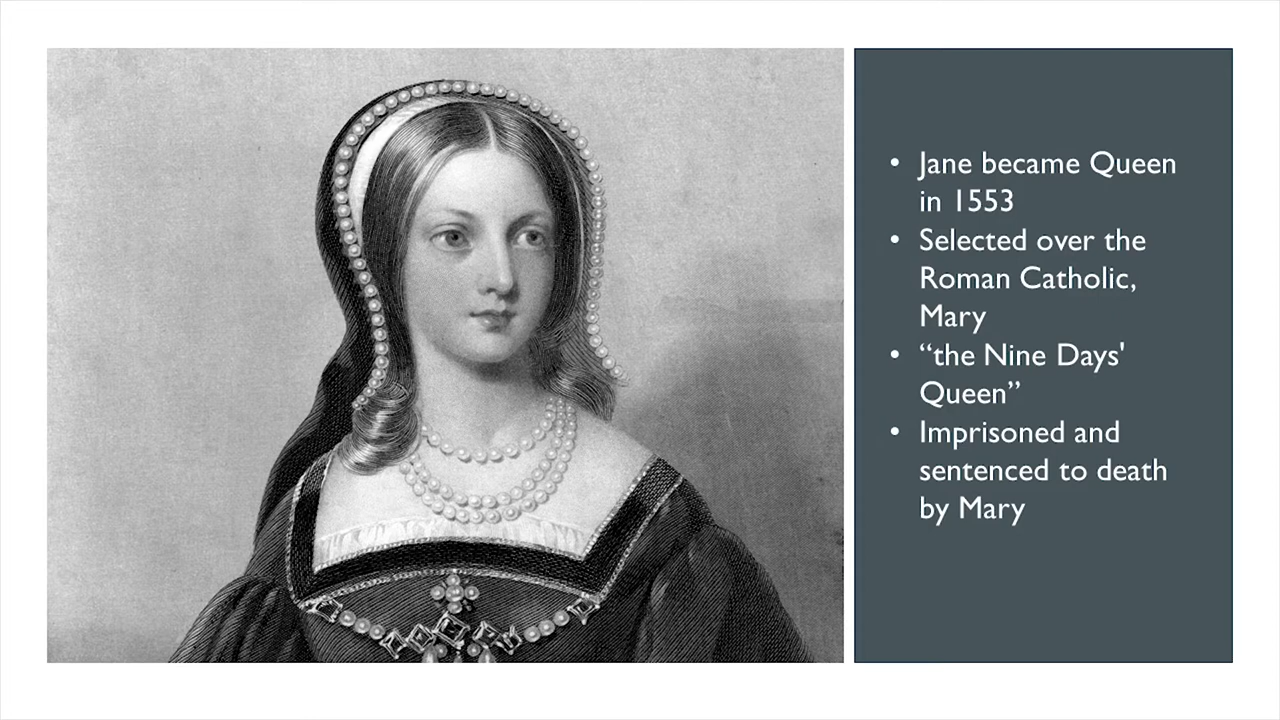 • Jane became Queen
in 1553
• Selected over the
Roman Catholic,
Mary
• “the Nine Days'
Queen”
• Imprisoned and
sentenced to death
by Mary